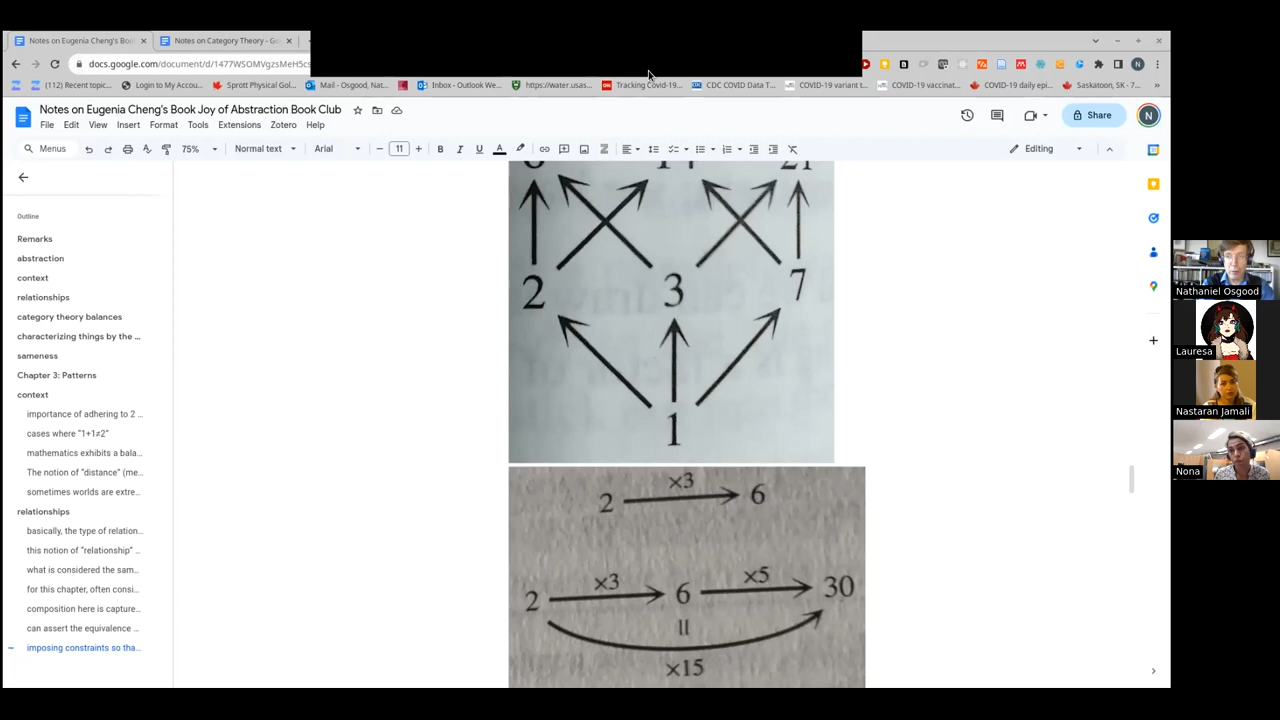 Notes on Eugenia Cheng's Boo
Notes on Category Theory - Go
docs.google.com/document/d/1477WSOMVgzsMeH5cs
(112) Recent topic... Login to My Accou... Sprott Physical Gol... Mail - Osgood, Nat... Inbox - Outlook We... https://water.usas... Tracking Covid-19... CDC COVID Data T... COVID-19 variant t... COVID-19 vaccinat... COVID-19 daily epi... Saskatoon, SK - 7...
Notes on Eugenia Cheng's Book Joy of Abstraction Book Club
File Edit View Insert Format Tools Extensions Zotero Help
Share
N
Menus 75% Normal text Arial 11 Editing
Outline
Remarks
abstraction
context
relationships
category theory balances
characterizing things by the ...
sameness
Chapter 3: Patterns
context
importance of adhering to 2 ...
cases where "1+1≠2"
mathematics exhibits a bala...
The notion of "distance" (me...
sometimes worlds are extre...
relationships
basically, the type of relation...
this notion of "relationship" ...
what is considered the sam...
for this chapter, often consi...
composition here is capture...
can assert the equivalence ...
imposing constraints so tha...
2 3 7
1
×3
2 6
×3 ×5
2 6 30
=
×15
Nathaniel Osgood
Lauresa
Nastaran Jamali
Nona